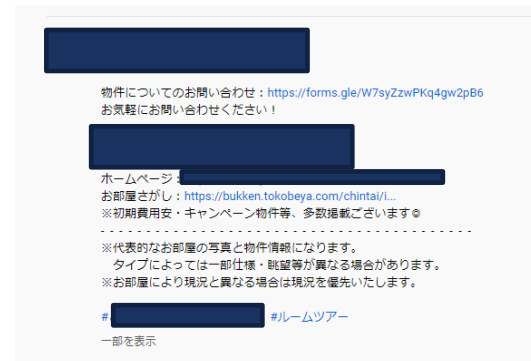 物件についてのお問い合わせ：https://forms.gle/W7syZzwPKq4gw2pB6
お気軽にお問い合わせください！
ホームページ：
お部屋さがし：https://bukken.tokobeya.com/chintai/i...
※初期費用安・キャンペーン物件等、多数掲載ございます☺
- - - - - - - - - - - - - - - - - - - - - - - - - - - - - - - - - - - - - - - - - - - - - - -
※代表的なお部屋の写真と物件情報になります。
タイプによっては一部仕様・眺望等が異なる場合があります。
※お部屋により現況と異なる場合は現況を優先いたします。
# #ルームツアー
一部を表示